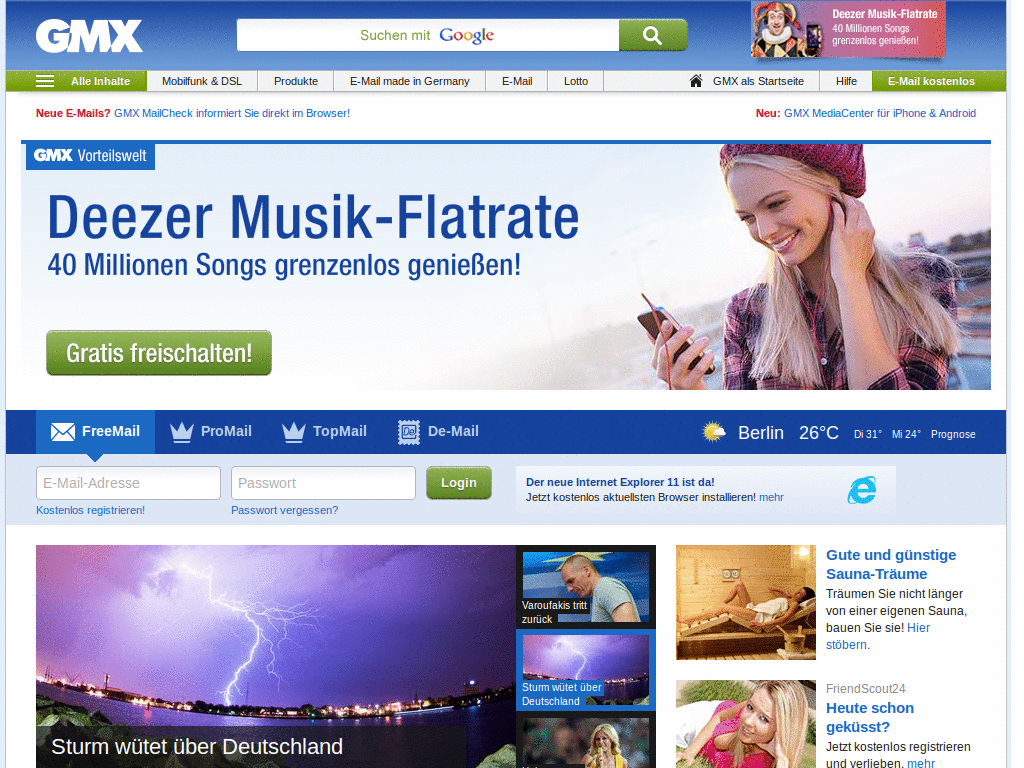 GMX
Suchen mit Google
Deezer Musik-Flatrate
40 Millionen Songs
grenzenlos genießen!
Alle Inhalte
Mobilfunk & DSL
Produkte
E-Mail made in Germany
E-Mail
Lotto
GMX als Startseite
Hilfe
E-Mail kostenlos
Neue E-Mails? GMX MailCheck informiert Sie direkt im Browser!
Neu: GMX MediaCenter für iPhone & Android
GMX Vorteilswelt
Deezer Musik-Flatrate
40 Millionen Songs grenzenlos genießen!
Gratis freischalten!
FreeMail
ProMail
TopMail
De-Mail
Berlin 26°C Di 31° Mi 24° Prognose
E-Mail-Adresse
Passwort
Login
Kostenlos registrieren!
Passwort vergessen?
Der neue Internet Explorer 11 ist da!
Jetzt kostenlos aktuellsten Browser installieren! mehr
Sturm wütet über Deutschland
Varoufakis tritt
zurück
Sturm wütet über
Deutschland
Gute und günstige
Sauna-Träume
Träumen Sie nicht länger
von einer eigenen Sauna,
bauen Sie sie! Hier
stöbern.
FriendScout24
Heute schon
geküsst?
Jetzt kostenlos registrieren
und verlieben. mehr